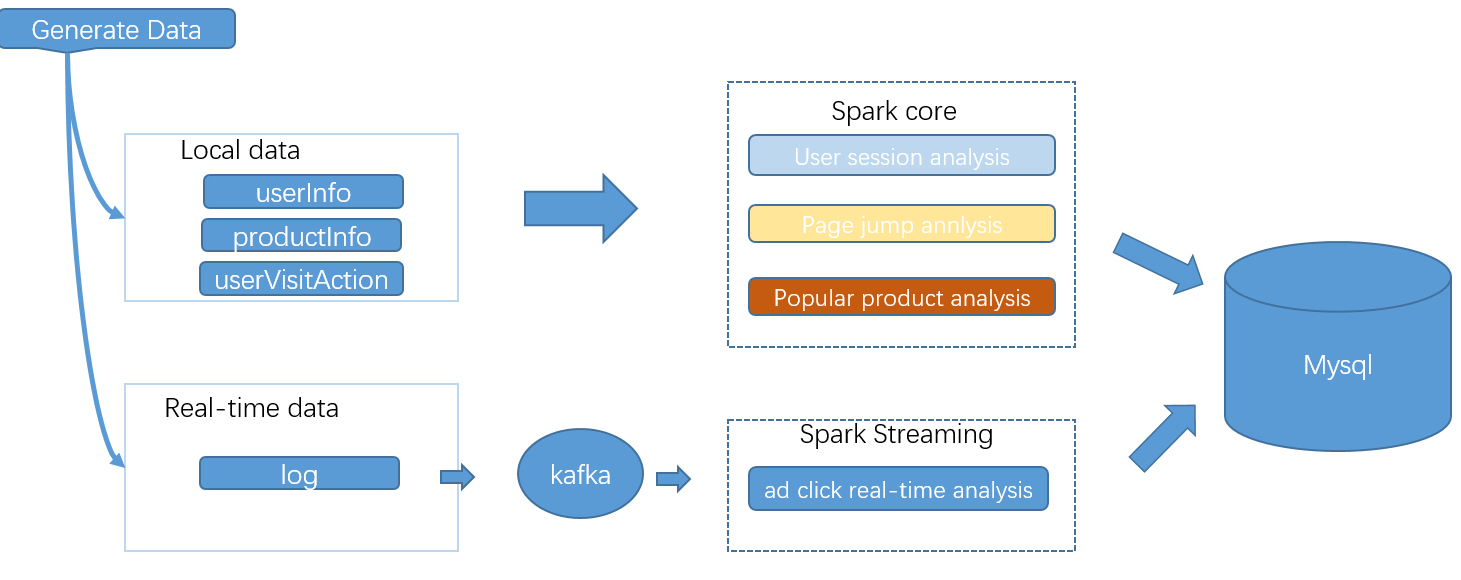 Generate Data
Local data
userInfo
productInfo
userVisitAction
Spark core
User session analysis
Page jump annlysis
Popular product analysis
Mysql
Real-time data
log
kafka
Spark Streaming
ad click real-time analysis